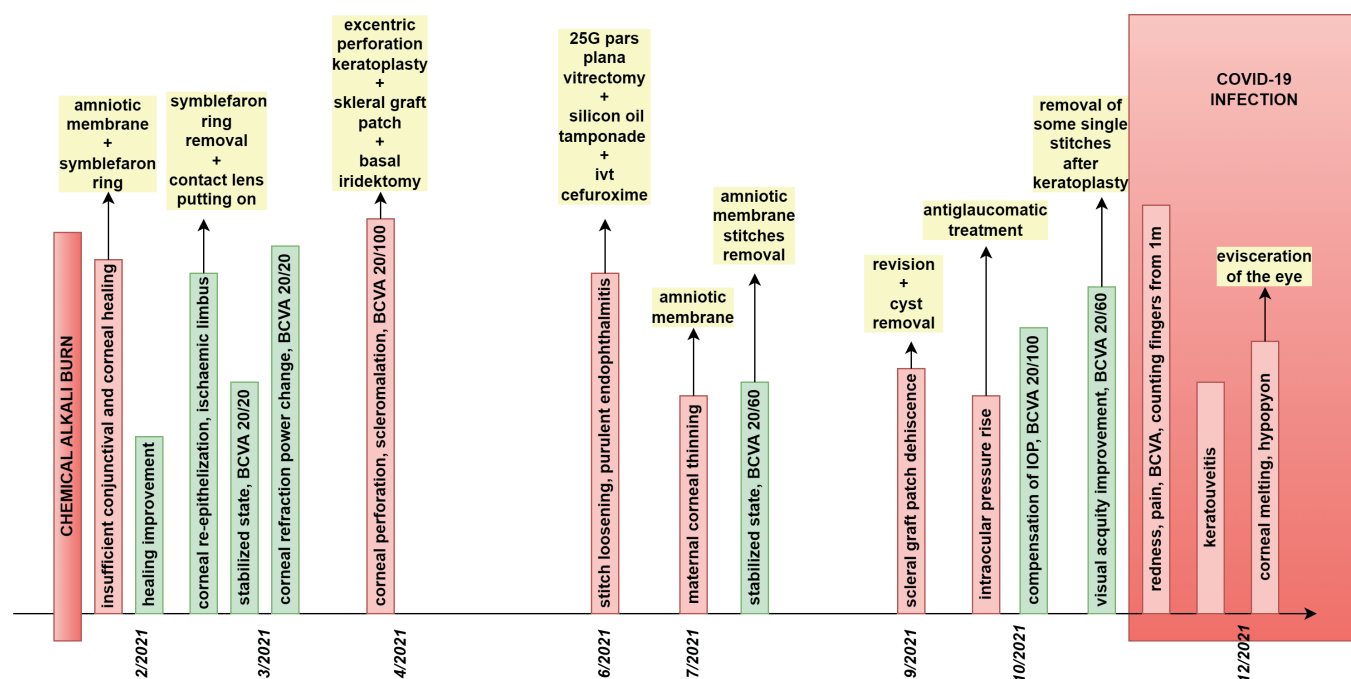 CHEMICAL ALKALI BURN
amniotic
membrane
+
symblefaron
ring
insufficient conjunctival and corneal healing
healing improvement
symblefaron
ring
removal
+
contact lens
putting on
corneal re-epithelization, ischaemic limbus
stabilized state, BCVA 20/20
corneal refraction power change, BCVA 20/20
excentric
perforation
keratoplasty
+
skleral graft
patch
+
basal
iridektomy
corneal perforation, scleromalation, BCVA 20/100
25G pars
plana
vitrectomy
+
silicon oil
tamponade
+
ivt
cefuroxime
stitch loosening, purulent endophthalmitis
amniotic
membrane
maternal corneal thinning
amniotic
membrane
stitches
removal
stabilized state, BCVA 20/60
revision
+
cyst
removal
scleral graft patch dehiscence
antiglaucomatic
treatment
intraocular pressure rise
compensation of IOP, BCVA 20/100
removal of
some single
stitches
after
keratoplasty
visual acquity improvement, BCVA 20/60
COVID-19
INFECTION
redness, pain, BCVA, counting fingers from 1m
keratouveitis
evisceration
of the eye
corneal melting, hypopyon
2/2021
3/2021
4/2021
6/2021
7/2021
9/2021
10/2021
12/2021